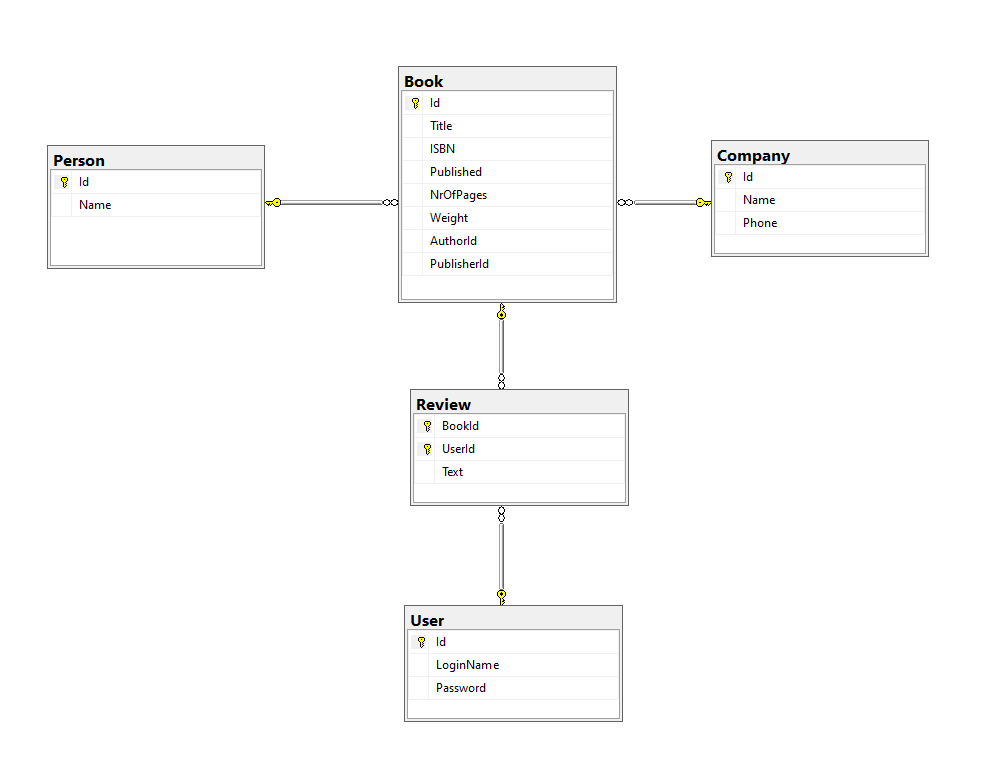 Book
Id
Title
ISBN
Published
NrOfPages
Weight
AuthorId
PublisherId
Person
Id
Name
Company
Id
Name
Phone
Review
BookId
UserId
Text
User
Id
LoginName
Password